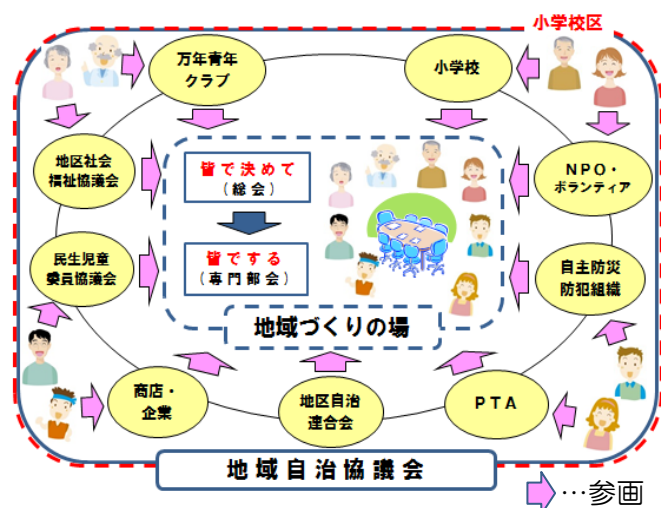 小学校区
万年青年
クラブ
小学校
地区社会
福祉協議会
皆で決めて
(総会)
NPO・
ボランティア
民生児童
委員協議会
皆でする
(専門部会)
自主防災
防犯組織
地域づくりの場
商店・
企業
地区自治
連合会
PTA
地域自治協議会
…参画